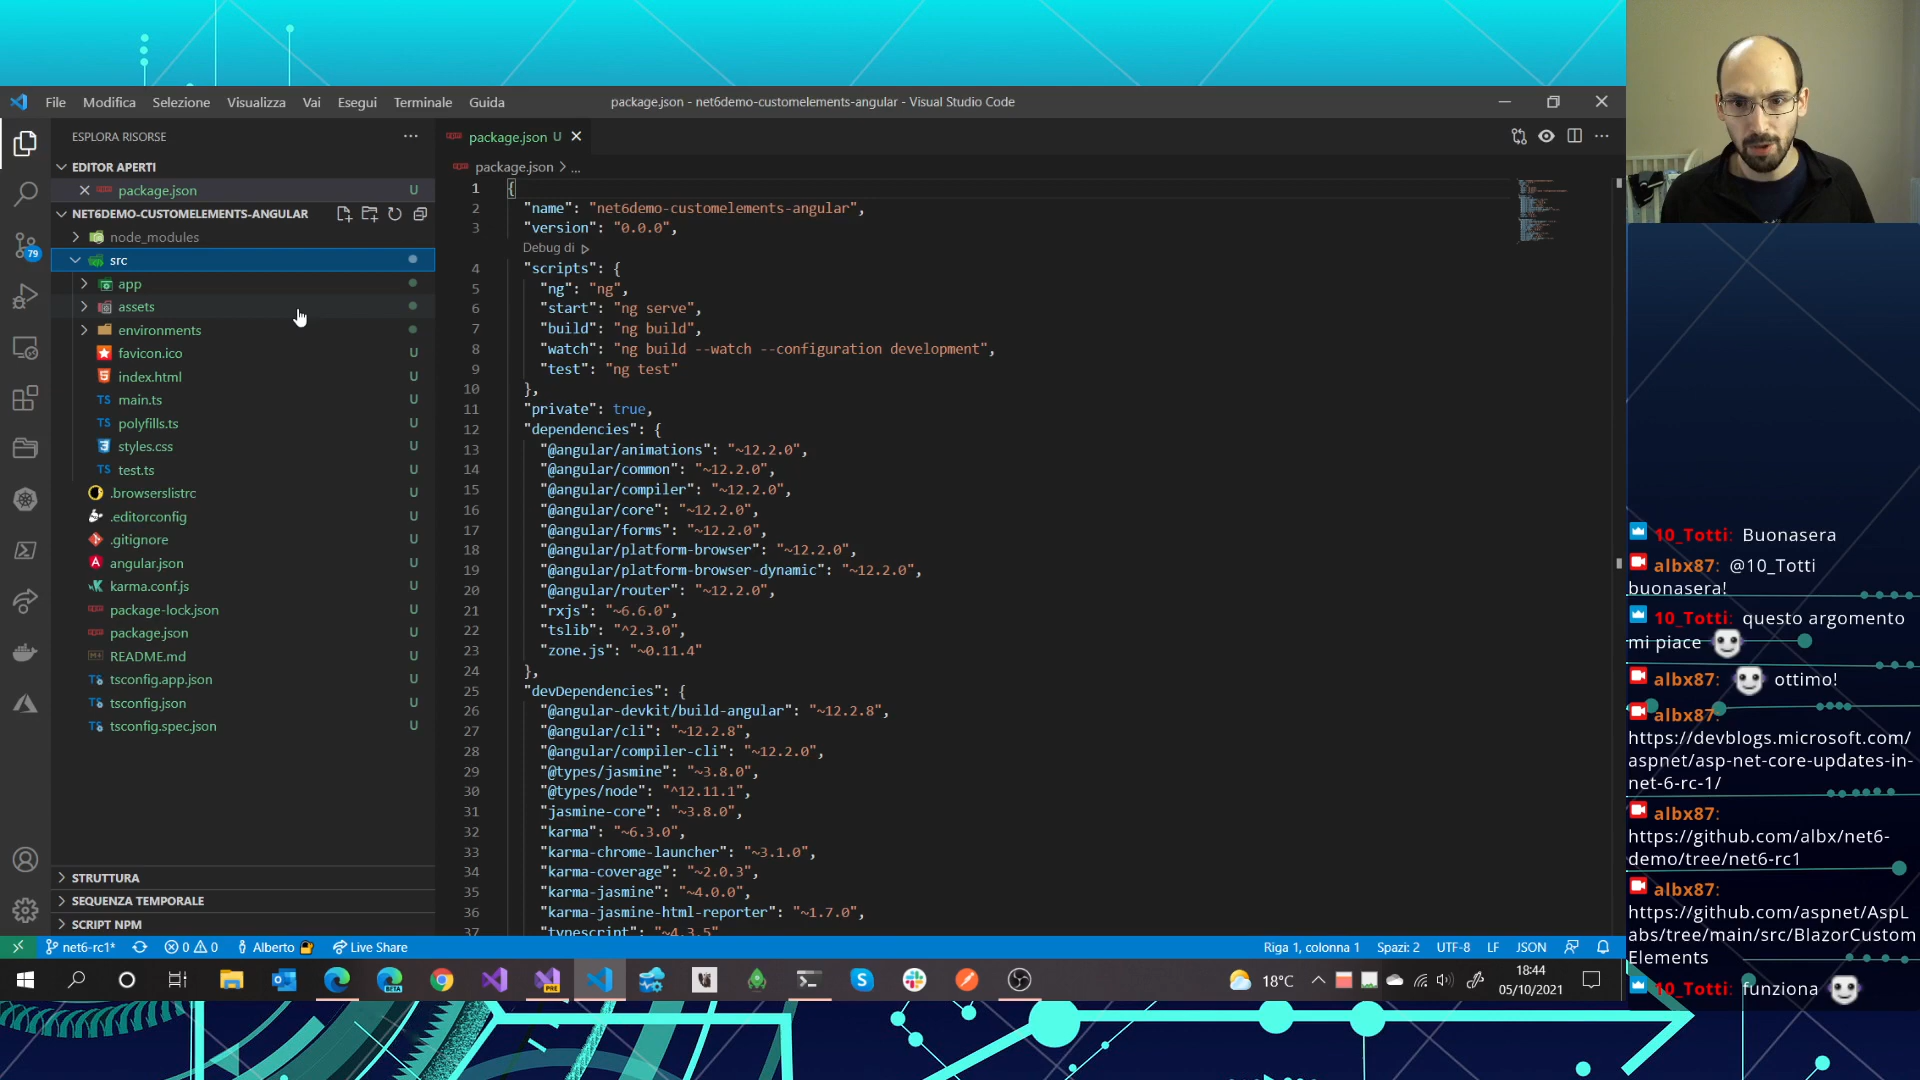 File Modifica Selezione Visualizza Vai Esegui Terminale Guida
package.json - net6demo-customelements-angular - Visual Studio Code
ESPLORA RISORSE
EDITOR APERTI
package.json U
NET6DEMO-CUSTOMELEMENTS-ANGULAR
node_modules
src
app
assets
environments
favicon.ico U
index.html U
TS main.ts U
TS polyfills.ts U
styles.css U
TS test.ts U
.browserslistrc U
.editorconfig U
.gitignore U
angular.json U
karma.conf.js U
package-lock.json U
package.json U
README.md U
tsconfig.app.json U
tsconfig.json U
tsconfig.spec.json U
STRUTTURA
SEQUENZA TEMPORALE
SCRIPT NPM
79
package.json U
package.json > ...
1 {
2 "name": "net6demo-customelements-angular",
3 "version": "0.0.0",
Debug di
4 "scripts": {
5 "ng": "ng",
6 "start": "ng serve",
7 "build": "ng build",
8 "watch": "ng build --watch --configuration development",
9 "test": "ng test"
10 },
11 "private": true,
12 "dependencies": {
13 "@angular/animations": "~12.2.0",
14 "@angular/common": "~12.2.0",
15 "@angular/compiler": "~12.2.0",
16 "@angular/core": "~12.2.0",
17 "@angular/forms": "~12.2.0",
18 "@angular/platform-browser": "~12.2.0",
19 "@angular/platform-browser-dynamic": "~12.2.0",
20 "@angular/router": "~12.2.0",
21 "rxjs": "~6.6.0",
22 "tslib": "^2.3.0",
23 "zone.js": "~0.11.4"
24 },
25 "devDependencies": {
26 "@angular-devkit/build-angular": "~12.2.8",
27 "@angular/cli": "~12.2.8",
28 "@angular/compiler-cli": "~12.2.0",
29 "@types/jasmine": "~3.8.0",
30 "@types/node": "^12.11.1",
31 "jasmine-core": "~3.8.0",
32 "karma": "~6.3.0",
33 "karma-chrome-launcher": "~3.1.0",
34 "karma-coverage": "~2.0.3",
35 "karma-jasmine": "~4.0.0",
36 "karma-jasmine-html-reporter": "~1.7.0",
37 "typescript": "~4.3.5"
net6-rc1* 0 0 Alberto Live Share
Riga 1, colonna 1 Spazi: 2 UTF-8 LF JSON
BETA PRE
18°C
18:44
05/10/2021
10_Totti: Buonasera
albx87: @10_Totti
buonasera!
10_Totti: questo argomento
mi piace
albx87: ottimo!
albx87:
https://devblogs.microsoft.com/
aspnet/asp-net-core-updates-in-
net-6-rc-1/
albx87:
https://github.com/albx/net6-
demo/tree/net6-rc1
albx87:
https://github.com/aspnet/AspL
abs/tree/main/src/BlazorCustom
Elements
10_Totti: funziona